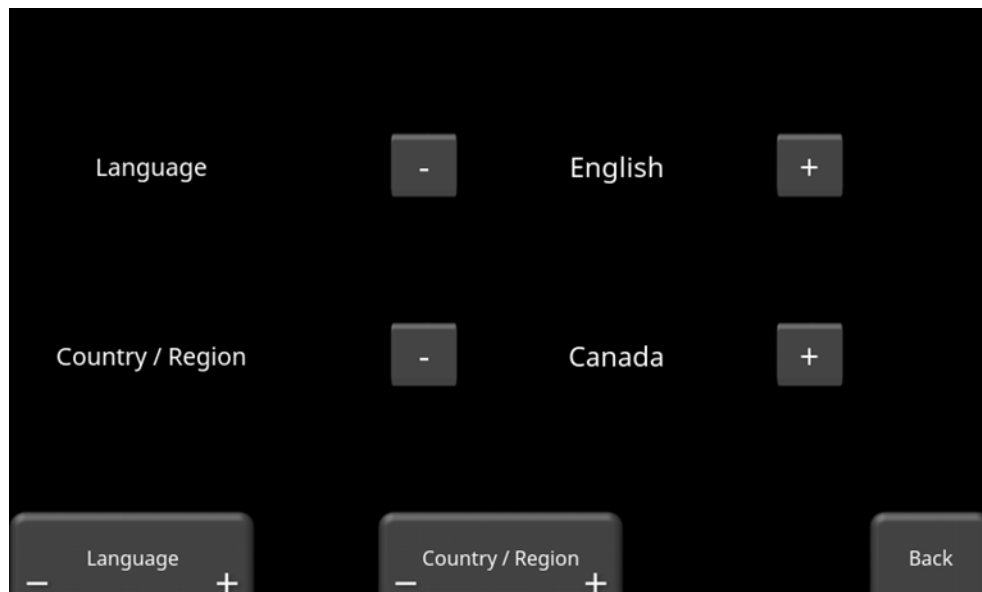 Language - English +
Country / Region - Canada +
Language Country / Region Back
− + − +